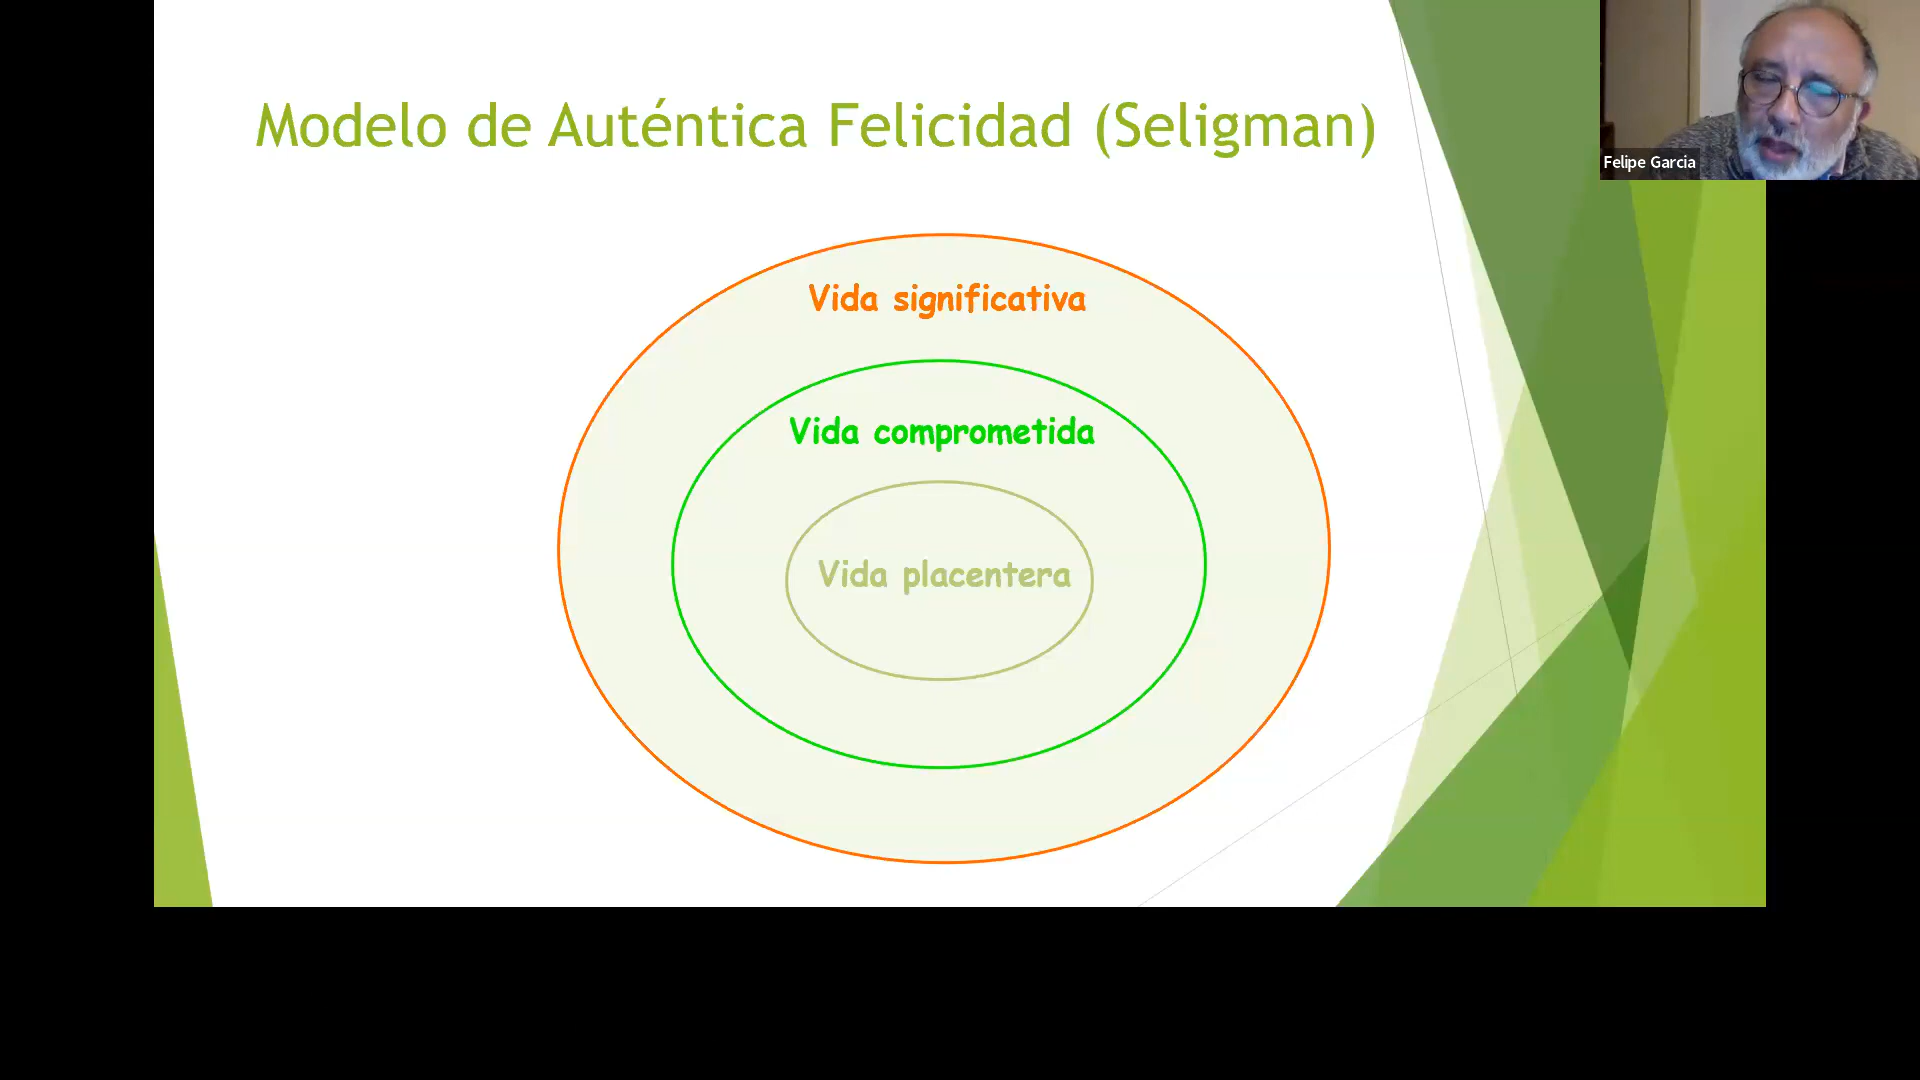 Modelo de Auténtica Felicidad (Seligman)
Felipe Garcia
Vida significativa
Vida comprometida
Vida placentera